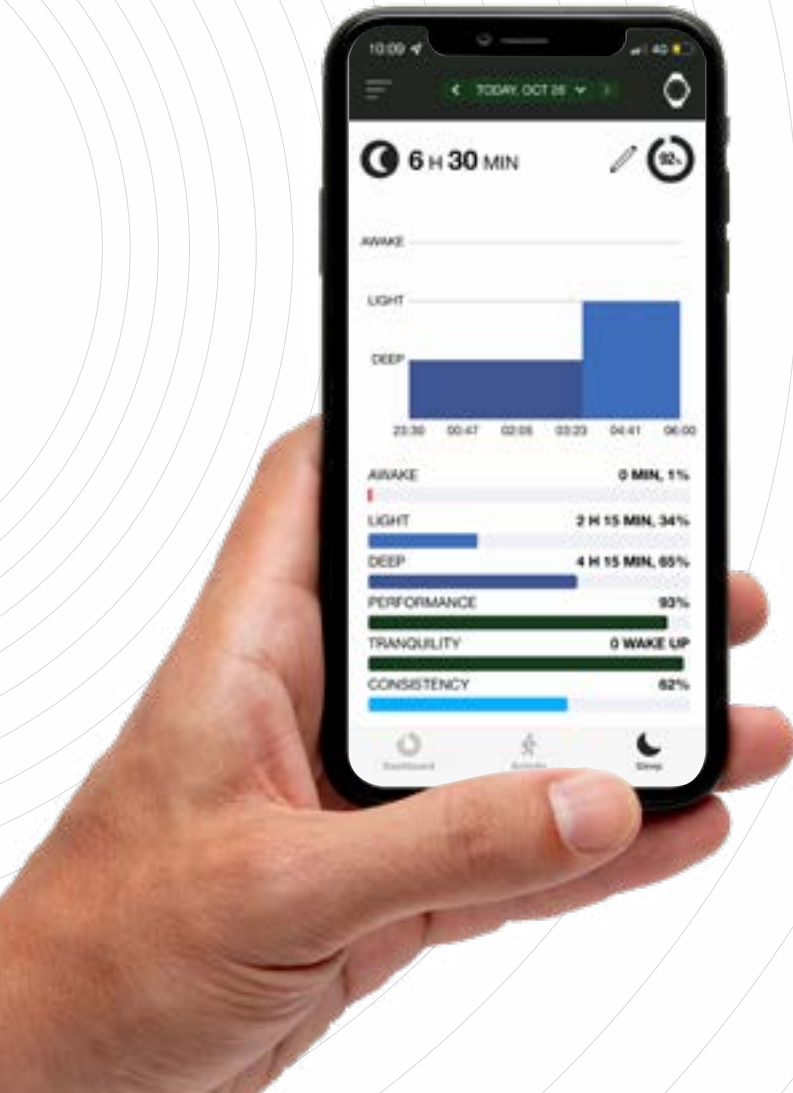 10:09 4G
TODAY, OCT 26
6 H 30 MIN 92%
AWAKE
LIGHT
DEEP
23:30 00:47 02:05 03:23 04:41 06:00
AWAKE 0 MIN, 1%
LIGHT 2 H 15 MIN, 34%
DEEP 4 H 15 MIN, 65%
PERFORMANCE 93%
TRANQUILITY 0 WAKE UP
CONSISTENCY 62%
Dashboard Activity Sleep